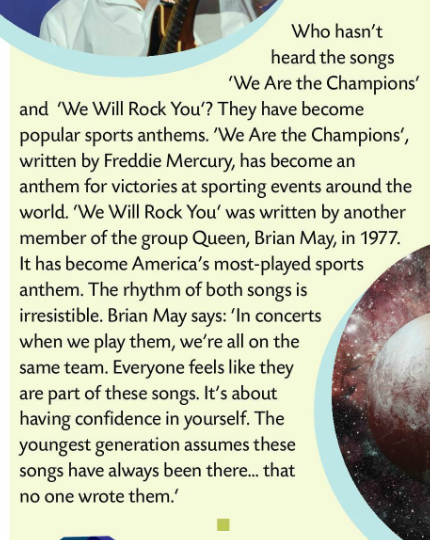 Who hasn't
heard the songs
'We Are the Champions'
and 'We Will Rock You'? They have become
popular sports anthems. 'We Are the Champions',
written by Freddie Mercury, has become an
anthem for victories at sporting events around the
world. 'We Will Rock You' was written by another
member of the group Queen, Brian May, in 1977.
It has become America's most-played sports
anthem. The rhythm of both songs is
irresistible. Brian May says: 'In concerts
when we play them, we're all on the
same team. Everyone feels like they
are part of these songs. It's about
having confidence in yourself. The
youngest generation assumes these
songs have always been there... that
no one wrote them.'